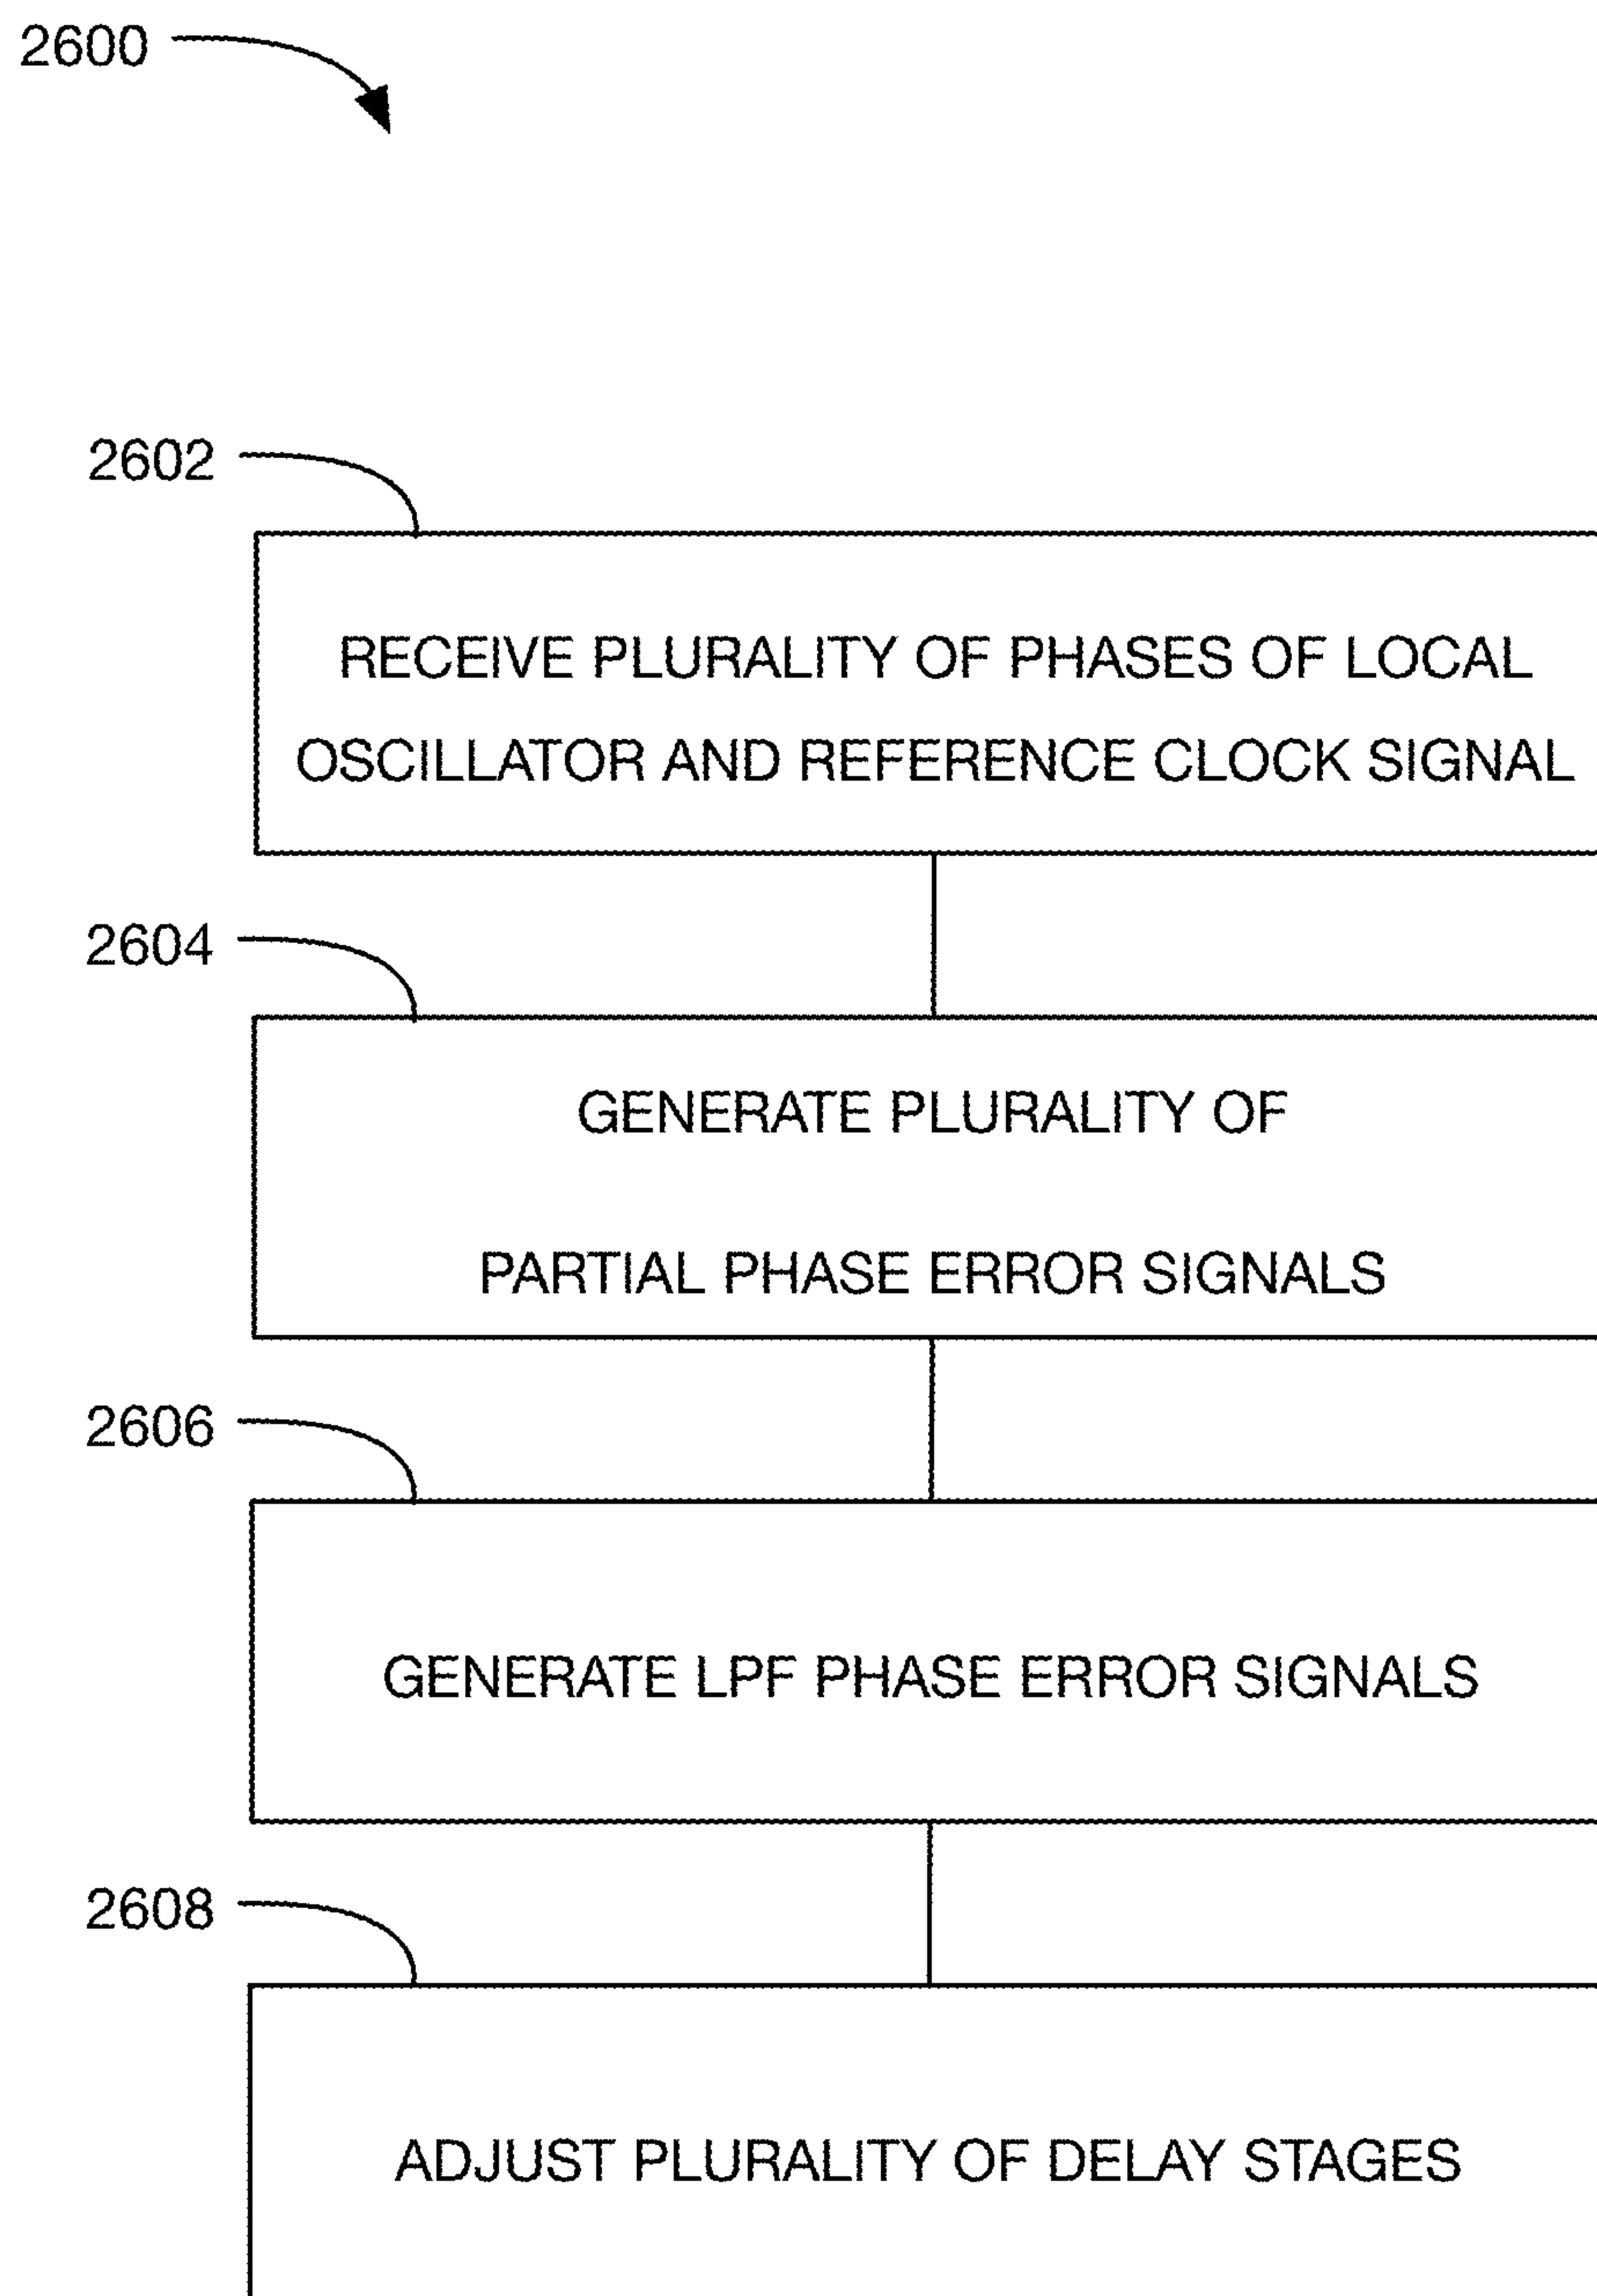 2600
2602
RECEIVE PLURALITY OF PHASES OF LOCAL
OSCILLATOR AND REFERENCE CLOCK SIGNAL
2604
GENERATE PLURALITY OF
PARTIAL PHASE ERROR SIGNALS
2606
GENERATE LPF PHASE ERROR SIGNALS
2608
ADJUST PLURALITY OF DELAY STAGES